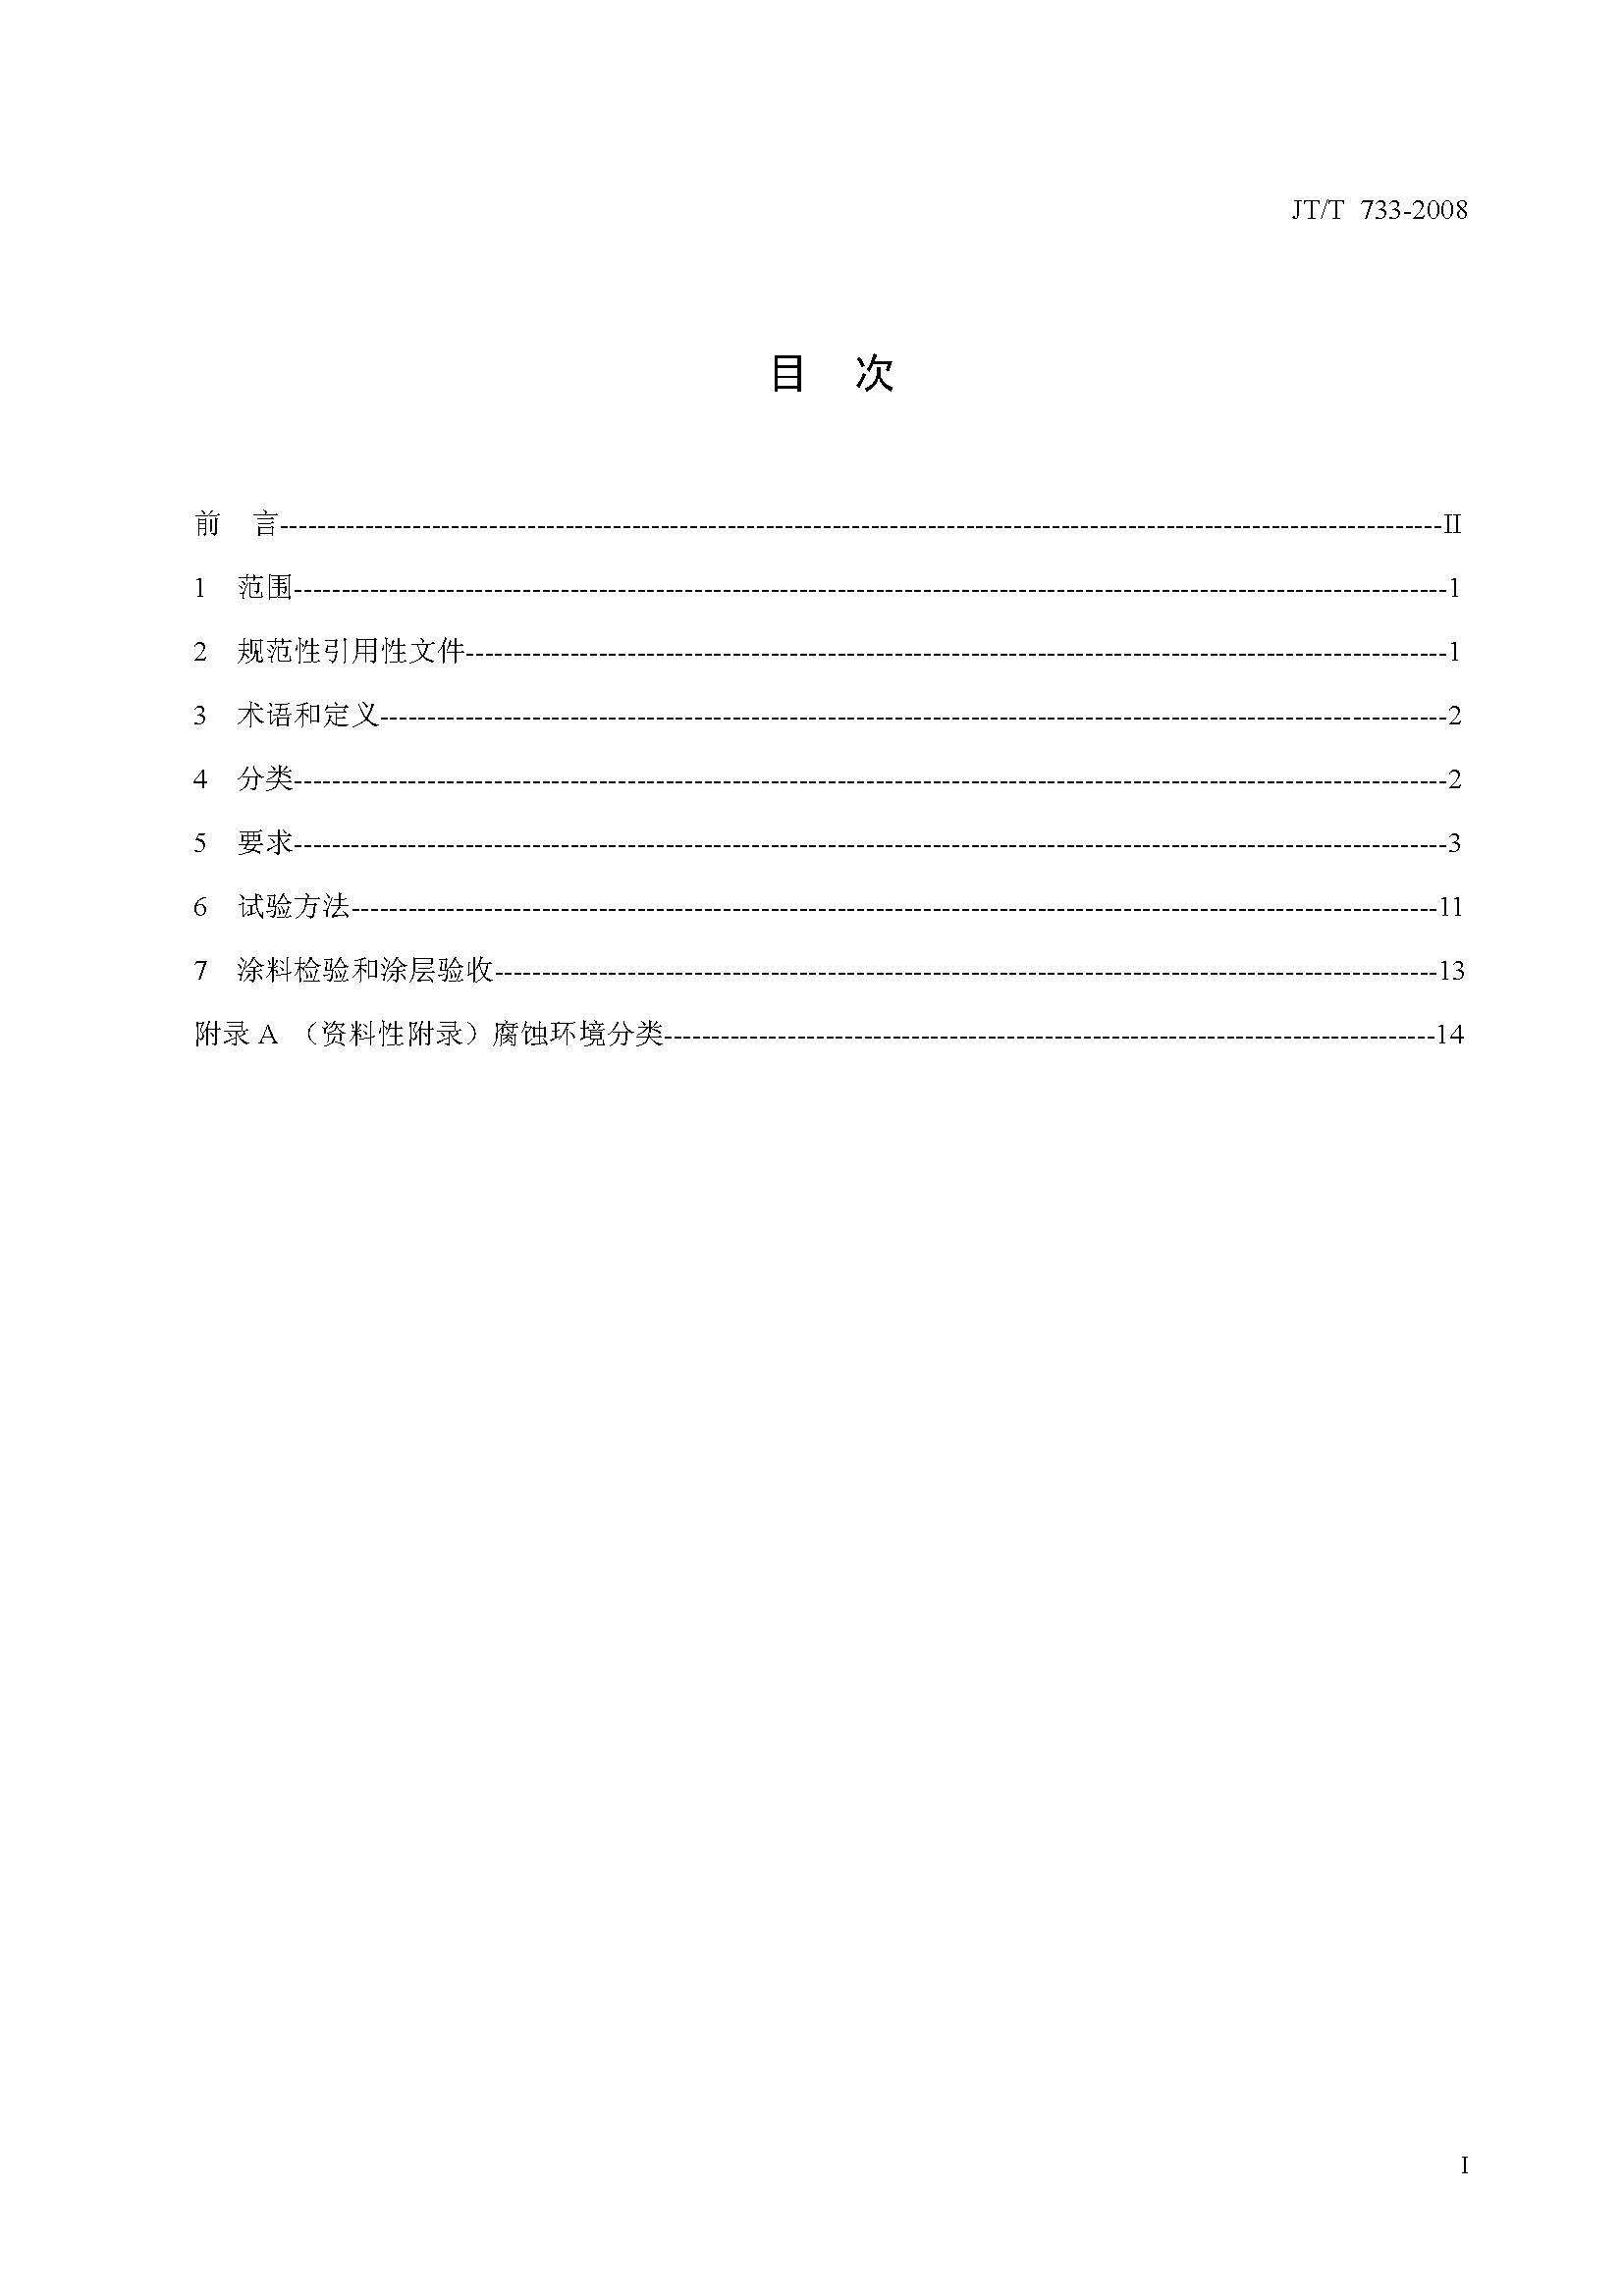 JT/T 733-2008
目 次
前 言------------------------------------------------------------II
1 范围------------------------------------------------------------1
2 规范性引用性文件------------------------------------------------------------1
3 术语和定义------------------------------------------------------------2
4 分类------------------------------------------------------------2
5 要求------------------------------------------------------------3
6 试验方法------------------------------------------------------------11
7 涂料检验和涂层验收------------------------------------------------------------13
附录 A （资料性附录）腐蚀环境分类------------------------------------------------------------14
I